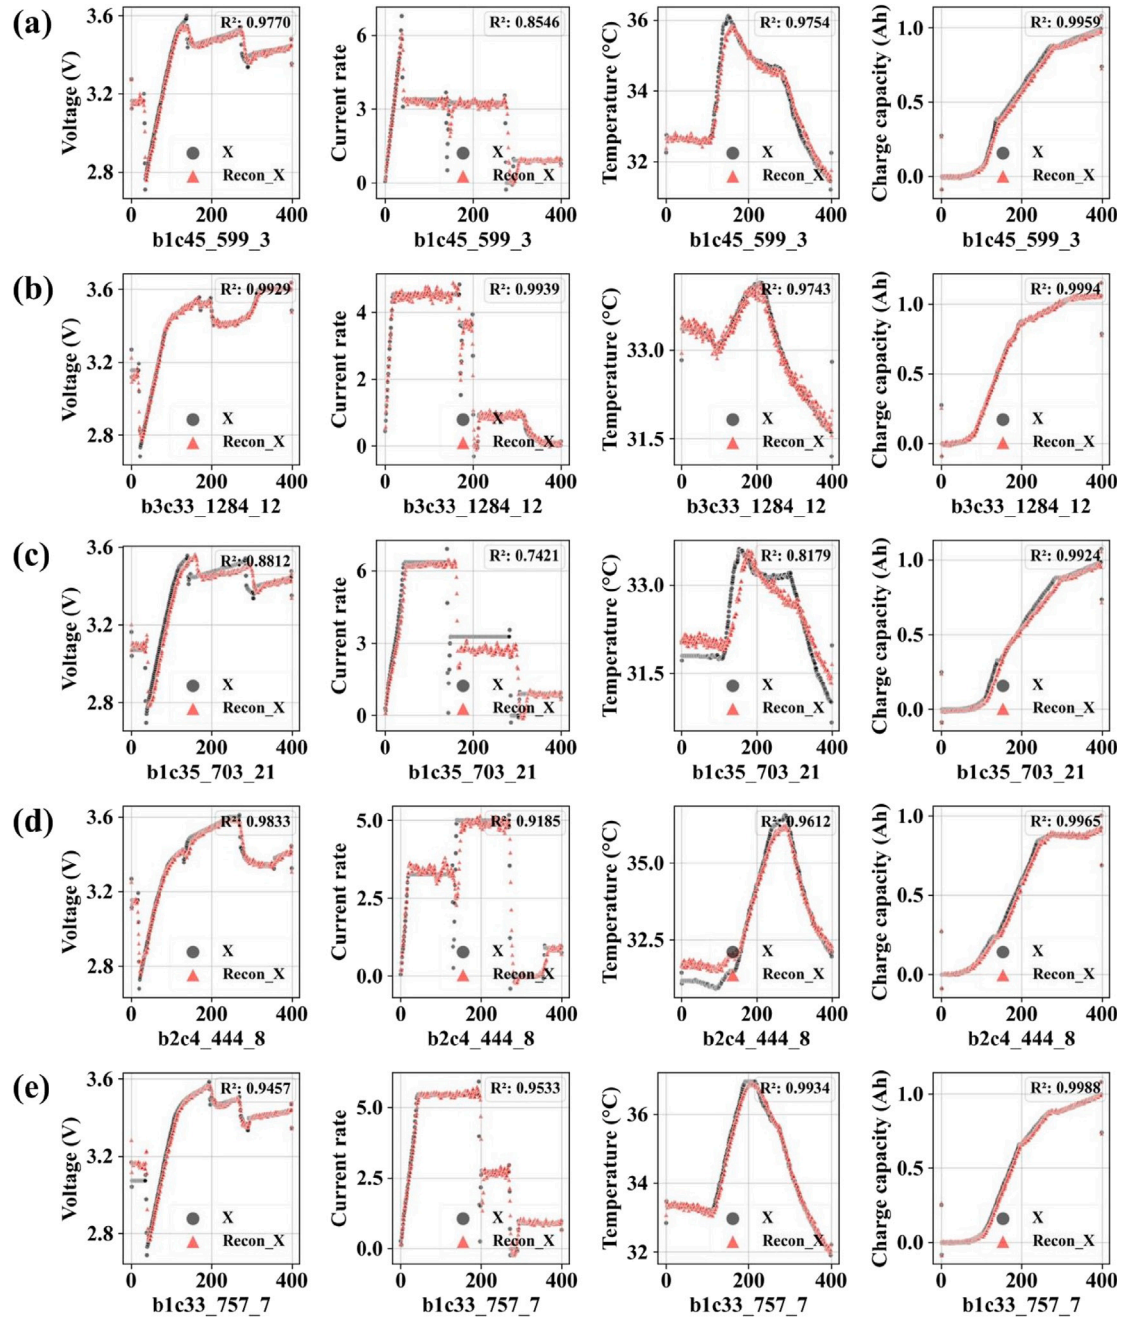 (a)
Voltage (V)
3.6
3.2
2.8
R²: 0.9770
X
Recon_X
0 200 400
b1c45_599_3
Current rate
6
3
0
R²: 0.8546
X
Recon_X
0 200 400
b1c45_599_3
Temperature (°C)
36
34
32
R²: 0.9754
X
Recon_X
0 200 400
b1c45_599_3
Charge capacity (Ah)
1.0
0.5
0.0
R²: 0.9959
X
Recon_X
0 200 400
b1c45_599_3
(b)
Voltage (V)
3.6
3.2
2.8
R²: 0.9929
X
Recon_X
0 200 400
b3c33_1284_12
Current rate
4
2
0
R²: 0.9939
X
Recon_X
0 200 400
b3c33_1284_12
Temperature (°C)
33.0
31.5
R²: 0.9743
X
Recon_X
0 200 400
b3c33_1284_12
Charge capacity (Ah)
1.0
0.5
0.0
R²: 0.9994
X
Recon_X
0 200 400
b3c33_1284_12
(c)
Voltage (V)
3.6
3.2
2.8
R²: 0.8812
X
Recon_X
0 200 400
b1c35_703_21
Current rate
6
3
0
R²: 0.7421
X
Recon_X
0 200 400
b1c35_703_21
Temperature (°C)
33.0
31.5
R²: 0.8179
X
Recon_X
0 200 400
b1c35_703_21
Charge capacity (Ah)
1.0
0.5
0.0
R²: 0.9924
X
Recon_X
0 200 400
b1c35_703_21
(d)
Voltage (V)
3.6
3.2
2.8
R²: 0.9833
X
Recon_X
0 200 400
b2c4_444_8
Current rate
5.0
2.5
0.0
R²: 0.9185
X
Recon_X
0 200 400
b2c4_444_8
Temperature (°C)
35.0
32.5
R²: 0.9612
X
Recon_X
0 200 400
b2c4_444_8
Charge capacity (Ah)
1.0
0.5
0.0
R²: 0.9965
X
Recon_X
0 200 400
b2c4_444_8
(e)
Voltage (V)
3.6
3.2
2.8
R²: 0.9457
X
Recon_X
0 200 400
b1c33_757_7
Current rate
5.0
2.5
0.0
R²: 0.9533
X
Recon_X
0 200 400
b1c33_757_7
Temperature (°C)
36
34
32
R²: 0.9934
X
Recon_X
0 200 400
b1c33_757_7
Charge capacity (Ah)
1.0
0.5
0.0
R²: 0.9988
X
Recon_X
0 200 400
b1c33_757_7